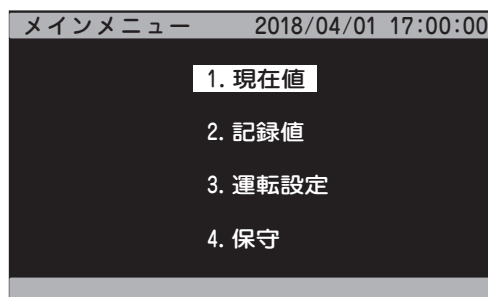 メインメニュー 2018/04/01 17:00:00
1. 現在値
2. 記録値
3. 運転設定
4. 保守